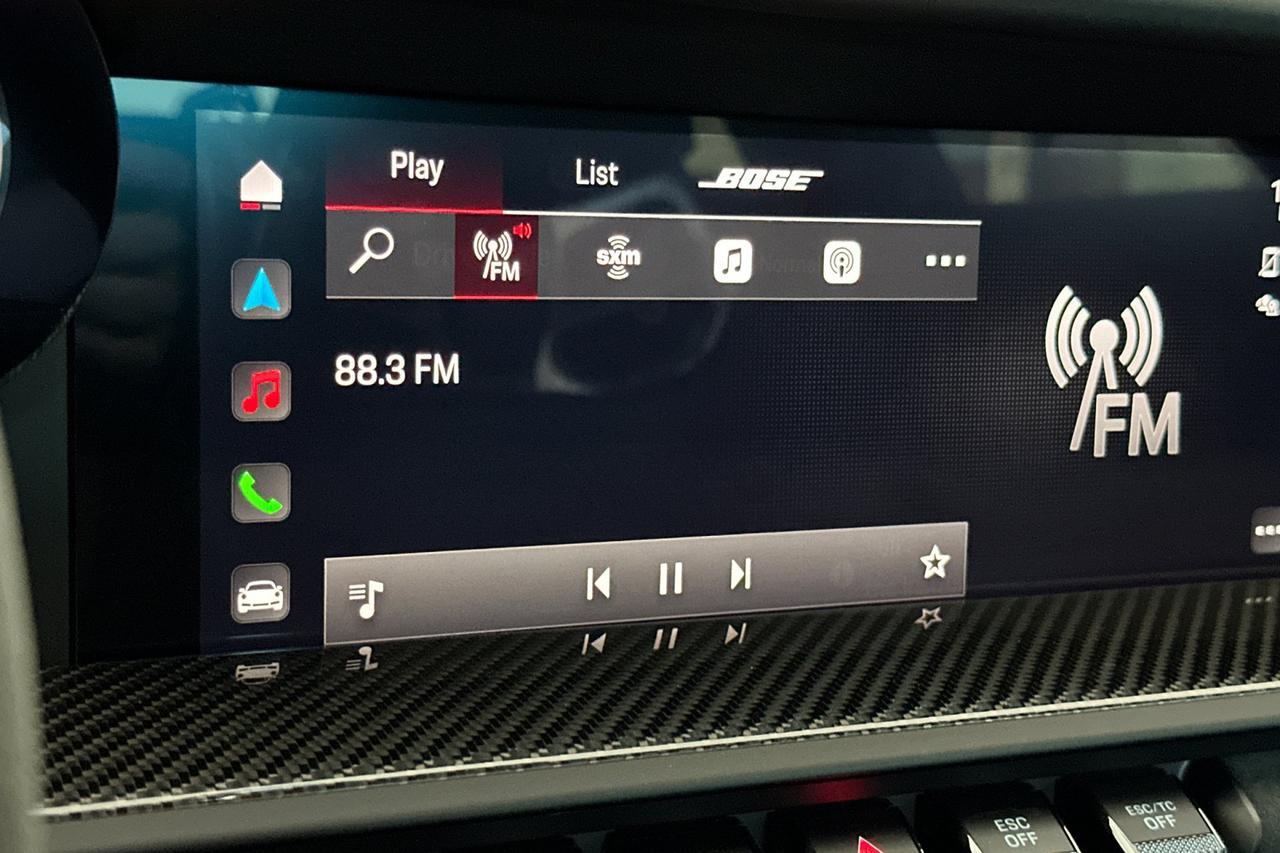 Play
List
BOSE
FM
sxm
88.3 FM
FM
ESC
OFF
ESC/TC
OFF